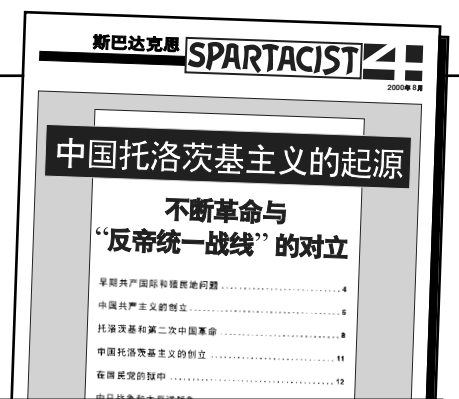 斯巴达克思 SPARTACIST 4
2000年8月
中国托洛茨基主义的起源
不断革命与
“反帝统一战线” 的对立
早期共产国际和殖民地问题 4
中国共产主义的创立 6
托洛茨基和第二次中国革命 8
中国托洛茨基主义的创立 11
在国民党的狱中 12